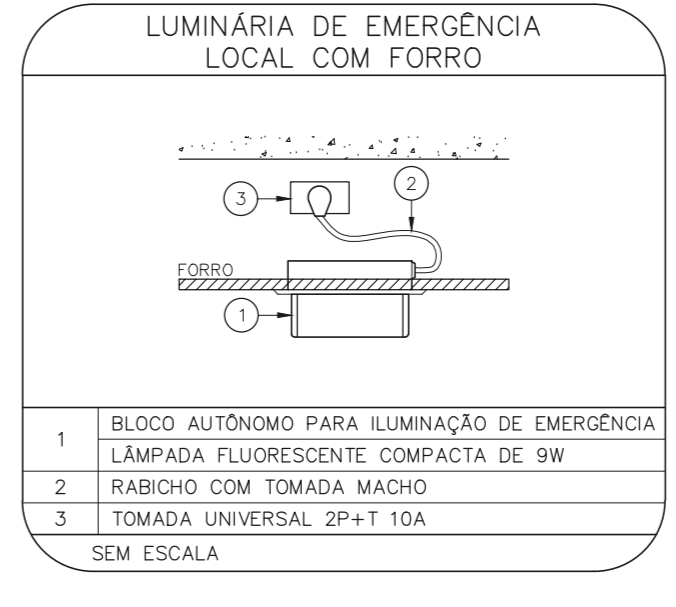 LUMINÁRIA DE EMERGÊNCIA
LOCAL COM FORRO
3
2
FORRO
1
1 BLOCO AUTÔNOMO PARA ILUMINAÇÃO DE EMERGÊNCIA
LÂMPADA FLUORESCENTE COMPACTA DE 9W
2 RABICHO COM TOMADA MACHO
3 TOMADA UNIVERSAL 2P+T 10A
SEM ESCALA